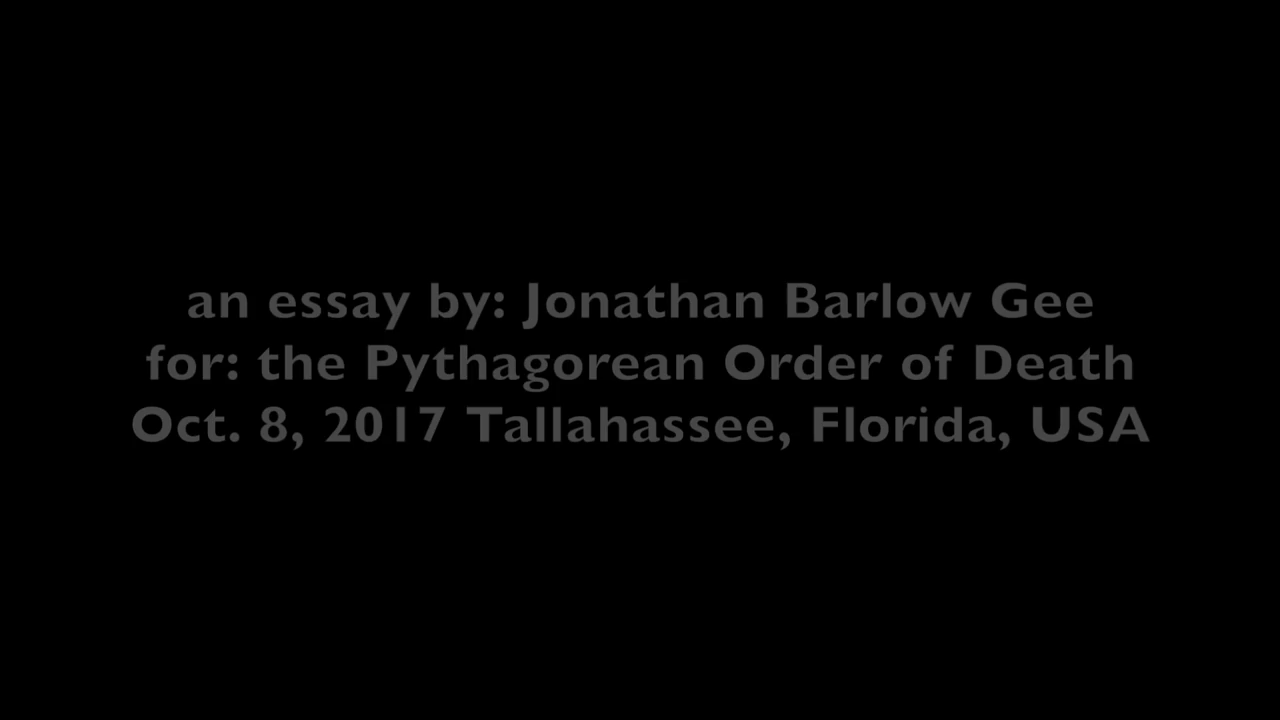 an essay by: Jonathan Barlow Gee
for: the Pythagorean Order of Death
Oct. 8, 2017 Tallahassee, Florida, USA